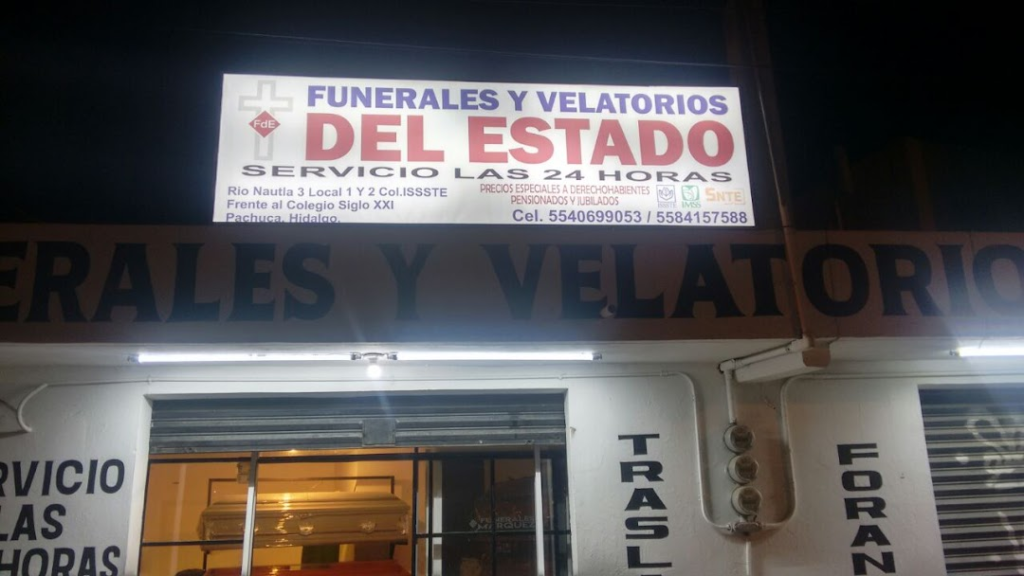 FUNERALES Y VELATORIOS
FdE
DEL ESTADO
SERVICIO LAS 24 HORAS
Rio Nautla 3 Local 1 Y 2 Col.ISSSTE
Frente al Colegio Siglo XXI
Pachuca, Hidalgo.
PRECIOS ESPECIALES A DERECHOHABIENTES
PENSIONADOS Y JUBILADOS
ISSSTE
IMSS
SNTE
Cel. 5540699053 / 5584157588
ERALES Y VELATORIO
RVICIO
LAS
HORAS
TRASL
FORAN